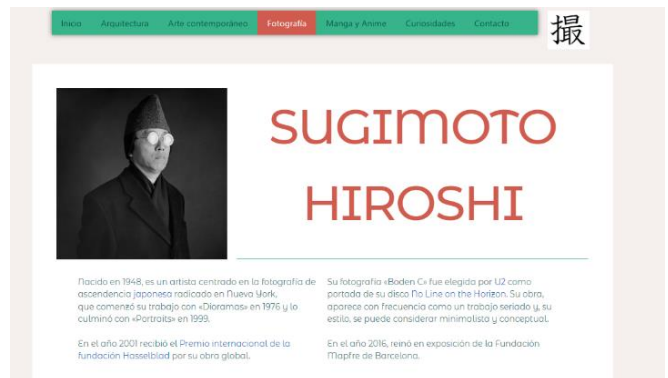 Inicio Arquitectura Arte contemporáneo Fotografía Manga y Anime Curiosidades Contacto
撮
SUGIMOTO
HIROSHI
Nacido en 1948, es un artista centrado en la fotografía de
ascendencia japonesa radicado en Nueva York,
que comenzó su trabajo con «Dioramas» en 1976 y lo
culminó con «Portraits» en 1999.
En el año 2001 recibió el Premio internacional de la
fundación Hasselblad por su obra global.
Su fotografía «Boden C» fue elegida por U2 como
portada de su disco No Line on the Horizon. Su obra,
aparece con frecuencia como un trabajo seriado y, su
estilo, se puede considerar minimalista y conceptual.
En el año 2016, reinó en exposición de la Fundación
Mapfre de Barcelona.